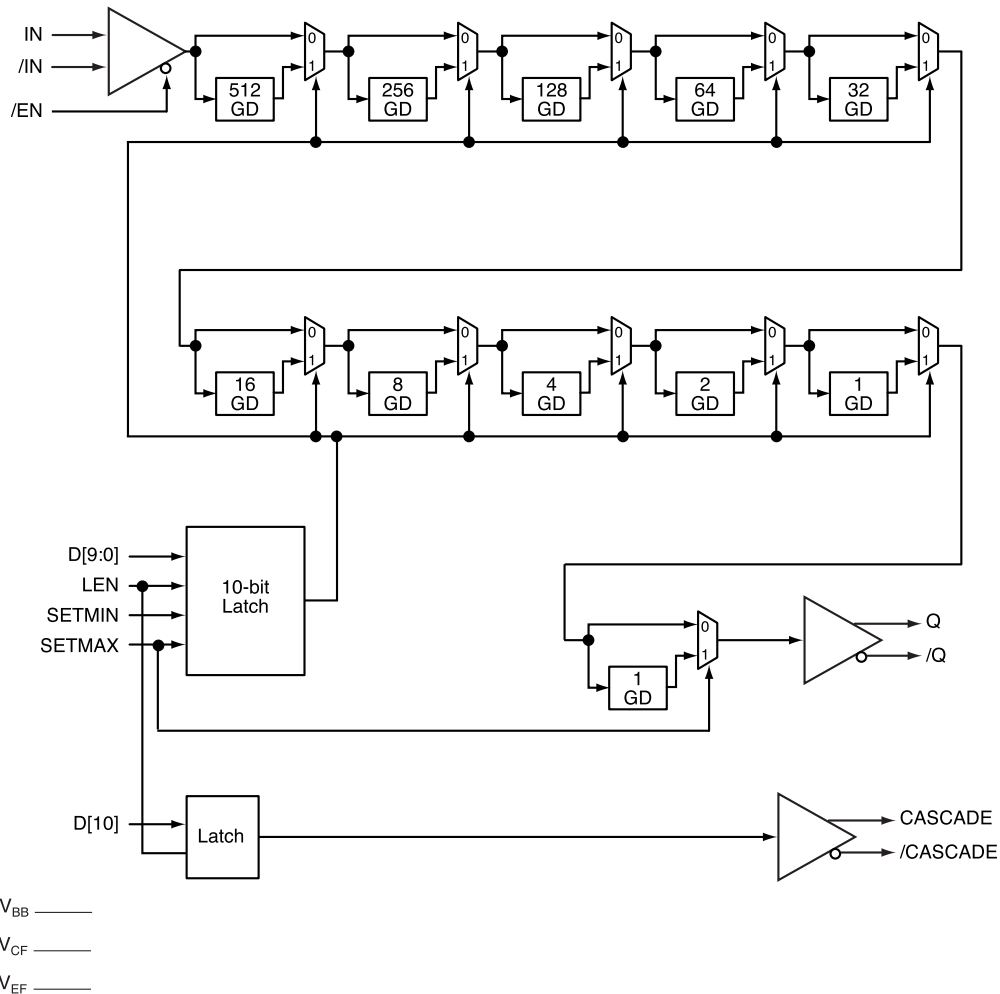 IN
/IN
/EN
0
1
0
1
0
1
0
1
0
1
512
GD
256
GD
128
GD
64
GD
32
GD
0
1
0
1
0
1
0
1
0
1
16
GD
8
GD
4
GD
2
GD
1
GD
D[9:0]
LEN
SETMIN
SETMAX
10-bit
Latch
0
1
1
GD
Q
/Q
D[10]
Latch
CASCADE
/CASCADE
VBB
VCF
VEF